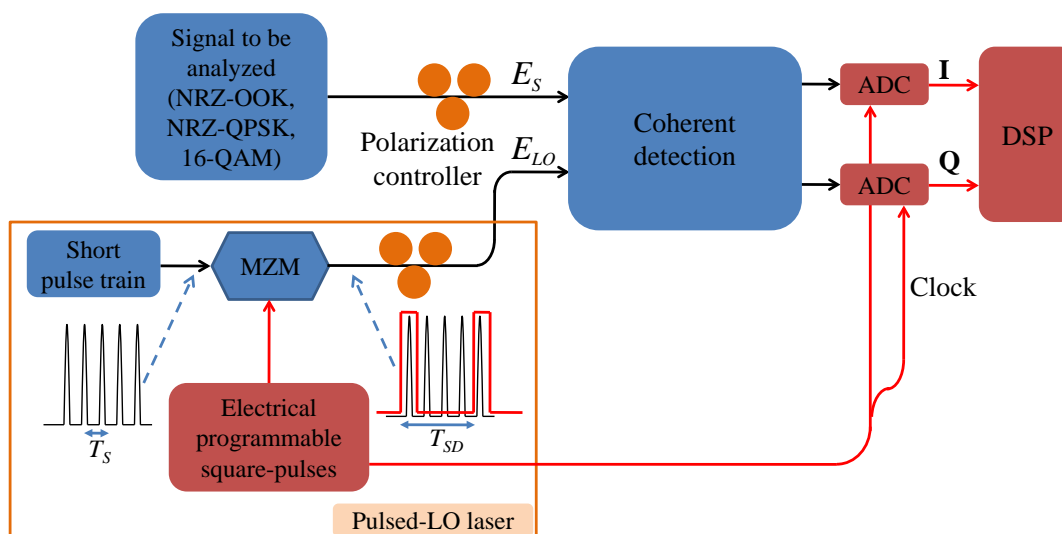 Signal to be
analyzed
(NRZ-OOK,
NRZ-QPSK,
16-QAM)
Polarization
controller
E_S
E_LO
Coherent
detection
ADC
I
ADC
Q
DSP
Clock
Short
pulse train
MZM
T_S
Electrical
programmable
square-pulses
T_SD
Pulsed-LO laser